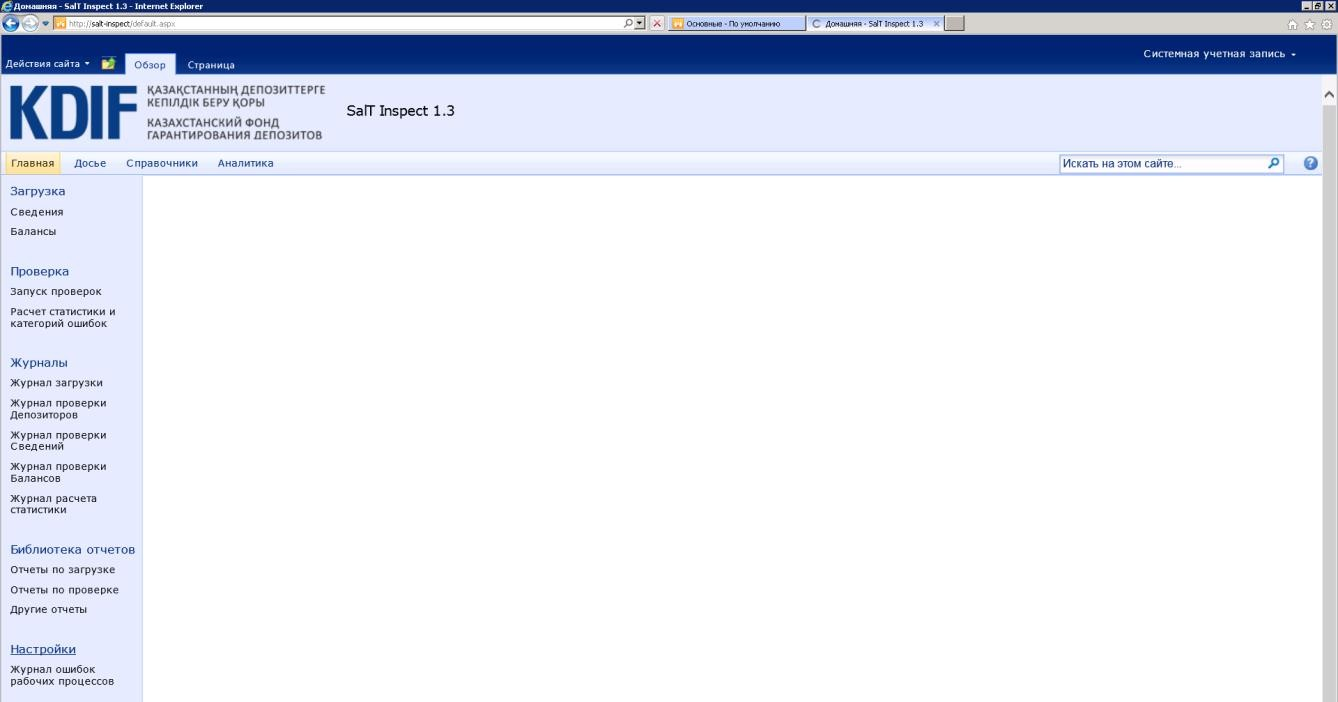 Домашняя - SalT Inspect 1.3 - Internet Explorer
http://salt-inspect/default.aspx
Основные - По умолчанию
Домашняя - SalT Inspect 1.3
Действия сайта
Обзор
Страница
Системная учетная запись
KDIF
ҚАЗАҚСТАННЫҢ ДЕПОЗИТТЕРГЕ
КЕПІЛДІК БЕРУ ҚОРЫ
КАЗАХСТАНСКИЙ ФОНД
ГАРАНТИРОВАНИЯ ДЕПОЗИТОВ
SalT Inspect 1.3
Главная
Досье
Справочники
Аналитика
Искать на этом сайте...
Загрузка
Сведения
Балансы
Проверка
Запуск проверок
Расчет статистики и
категорий ошибок
Журналы
Журнал загрузки
Журнал проверки
Депозиторов
Журнал проверки
Сведений
Журнал проверки
Балансов
Журнал расчета
статистики
Библиотека отчетов
Отчеты по загрузке
Отчеты по проверке
Другие отчеты
Настройки
Журнал ошибок
рабочих процессов